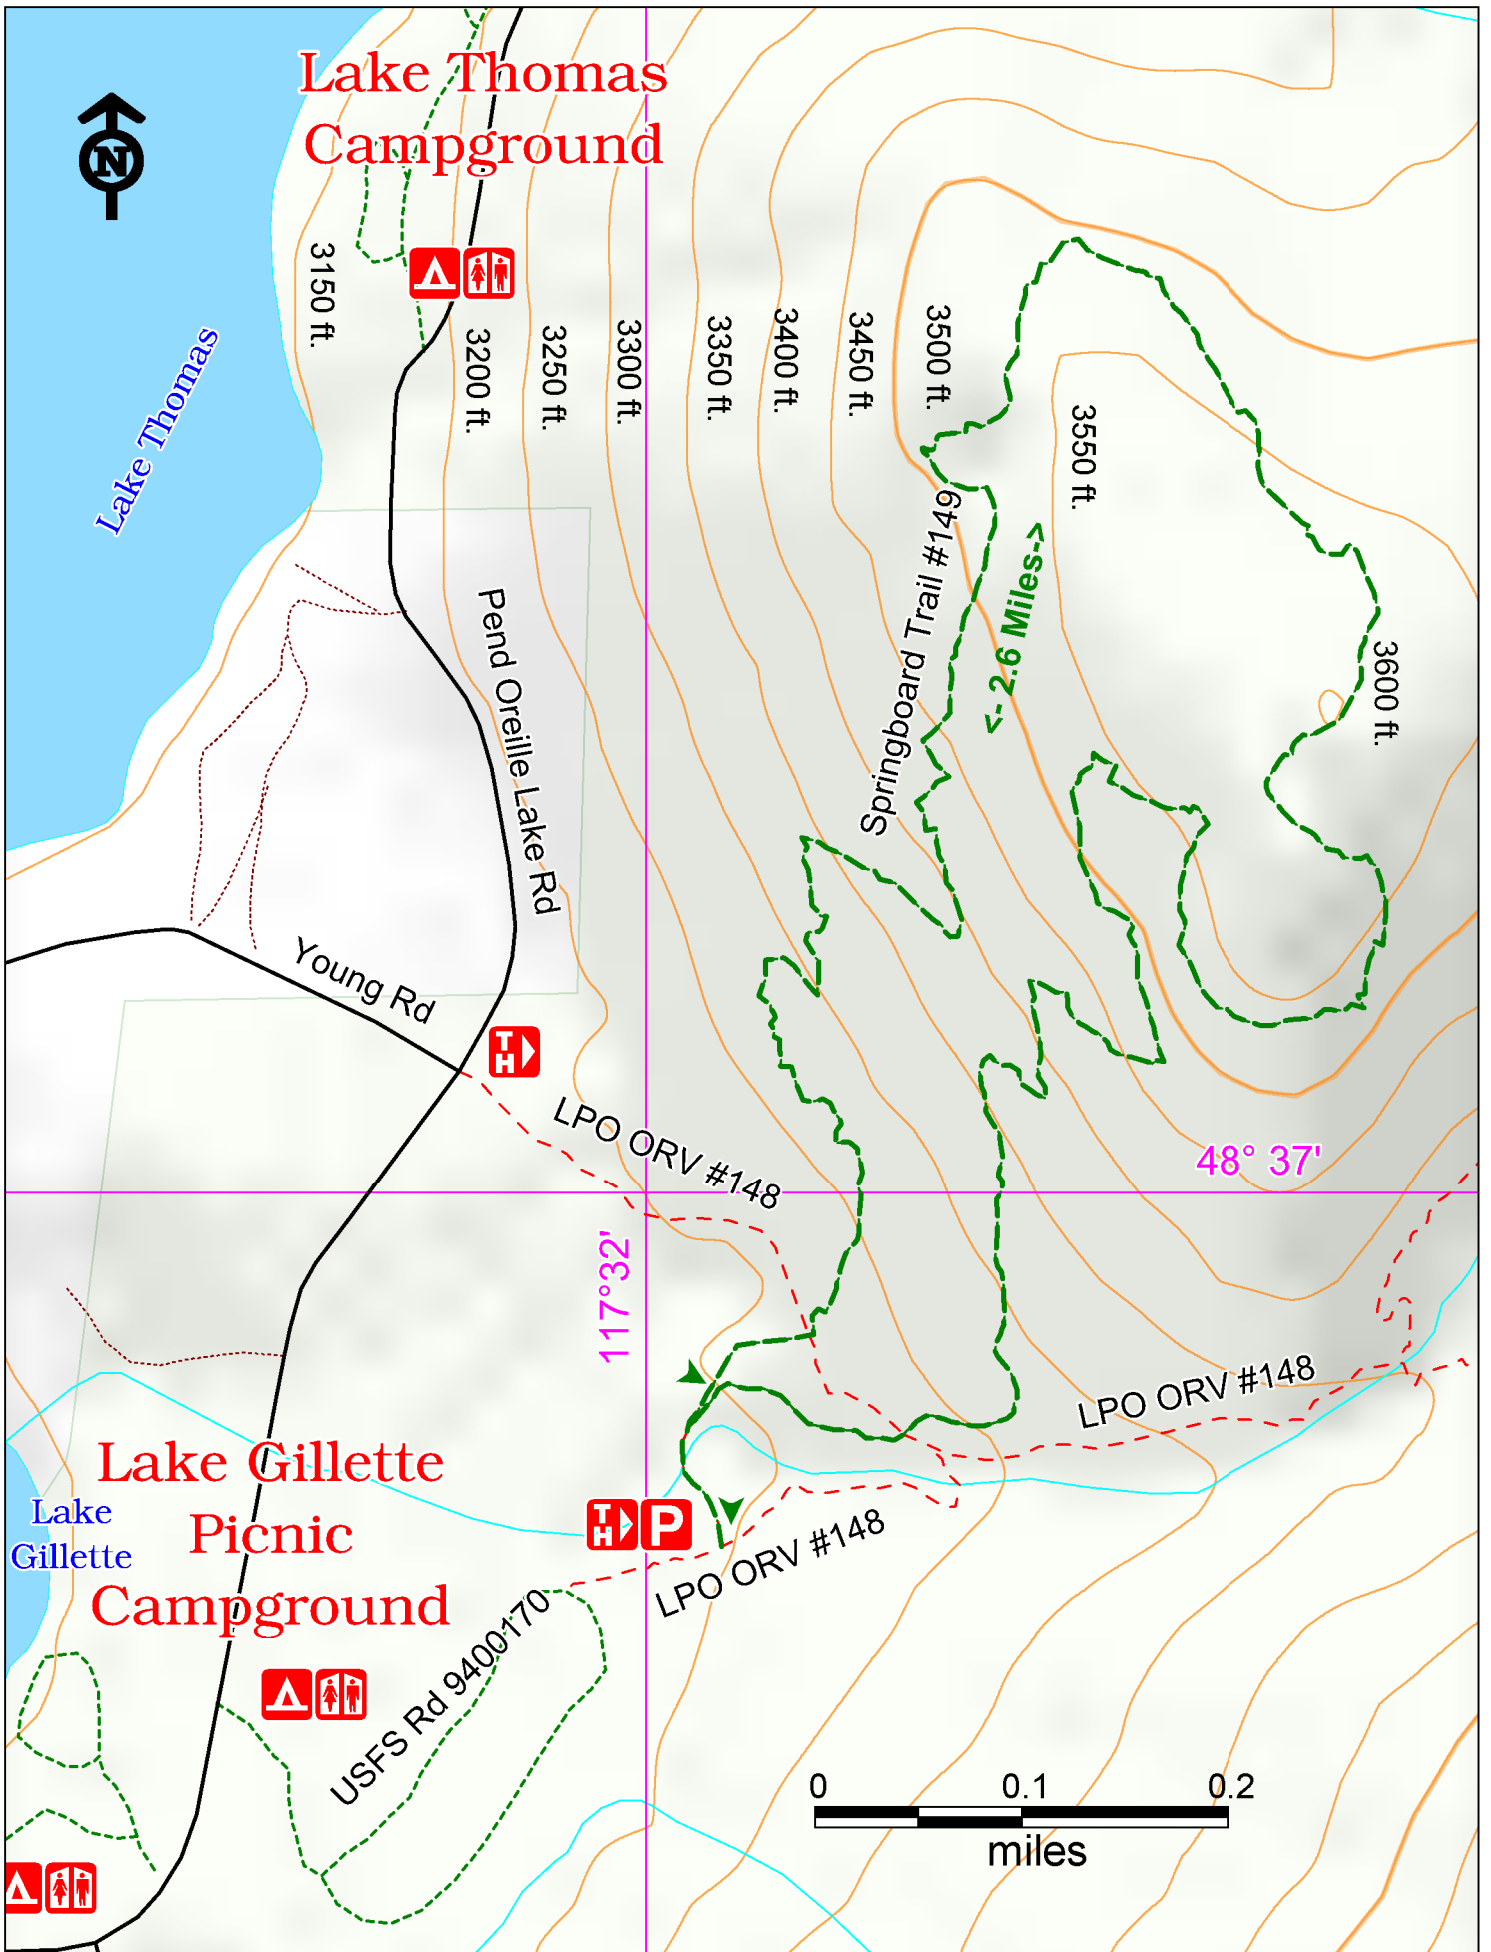 Lake Thomas
Campground
N
3150 ft.
3200 ft.
3250 ft.
3300 ft.
3350 ft.
3400 ft.
3450 ft.
3500 ft.
3550 ft.
3600 ft.
Lake Thomas
Springboard Trail #149
<- 2.6 Miles->
Pend Oreille Lake Rd
Young Rd
TH
LPO ORV #148
48° 37'
117°32'
LPO ORV #148
Lake Gillette
Picnic
Campground
Lake
Gillette
TH P
LPO ORV #148
USFS Rd 9400170
0 0.1 0.2
miles